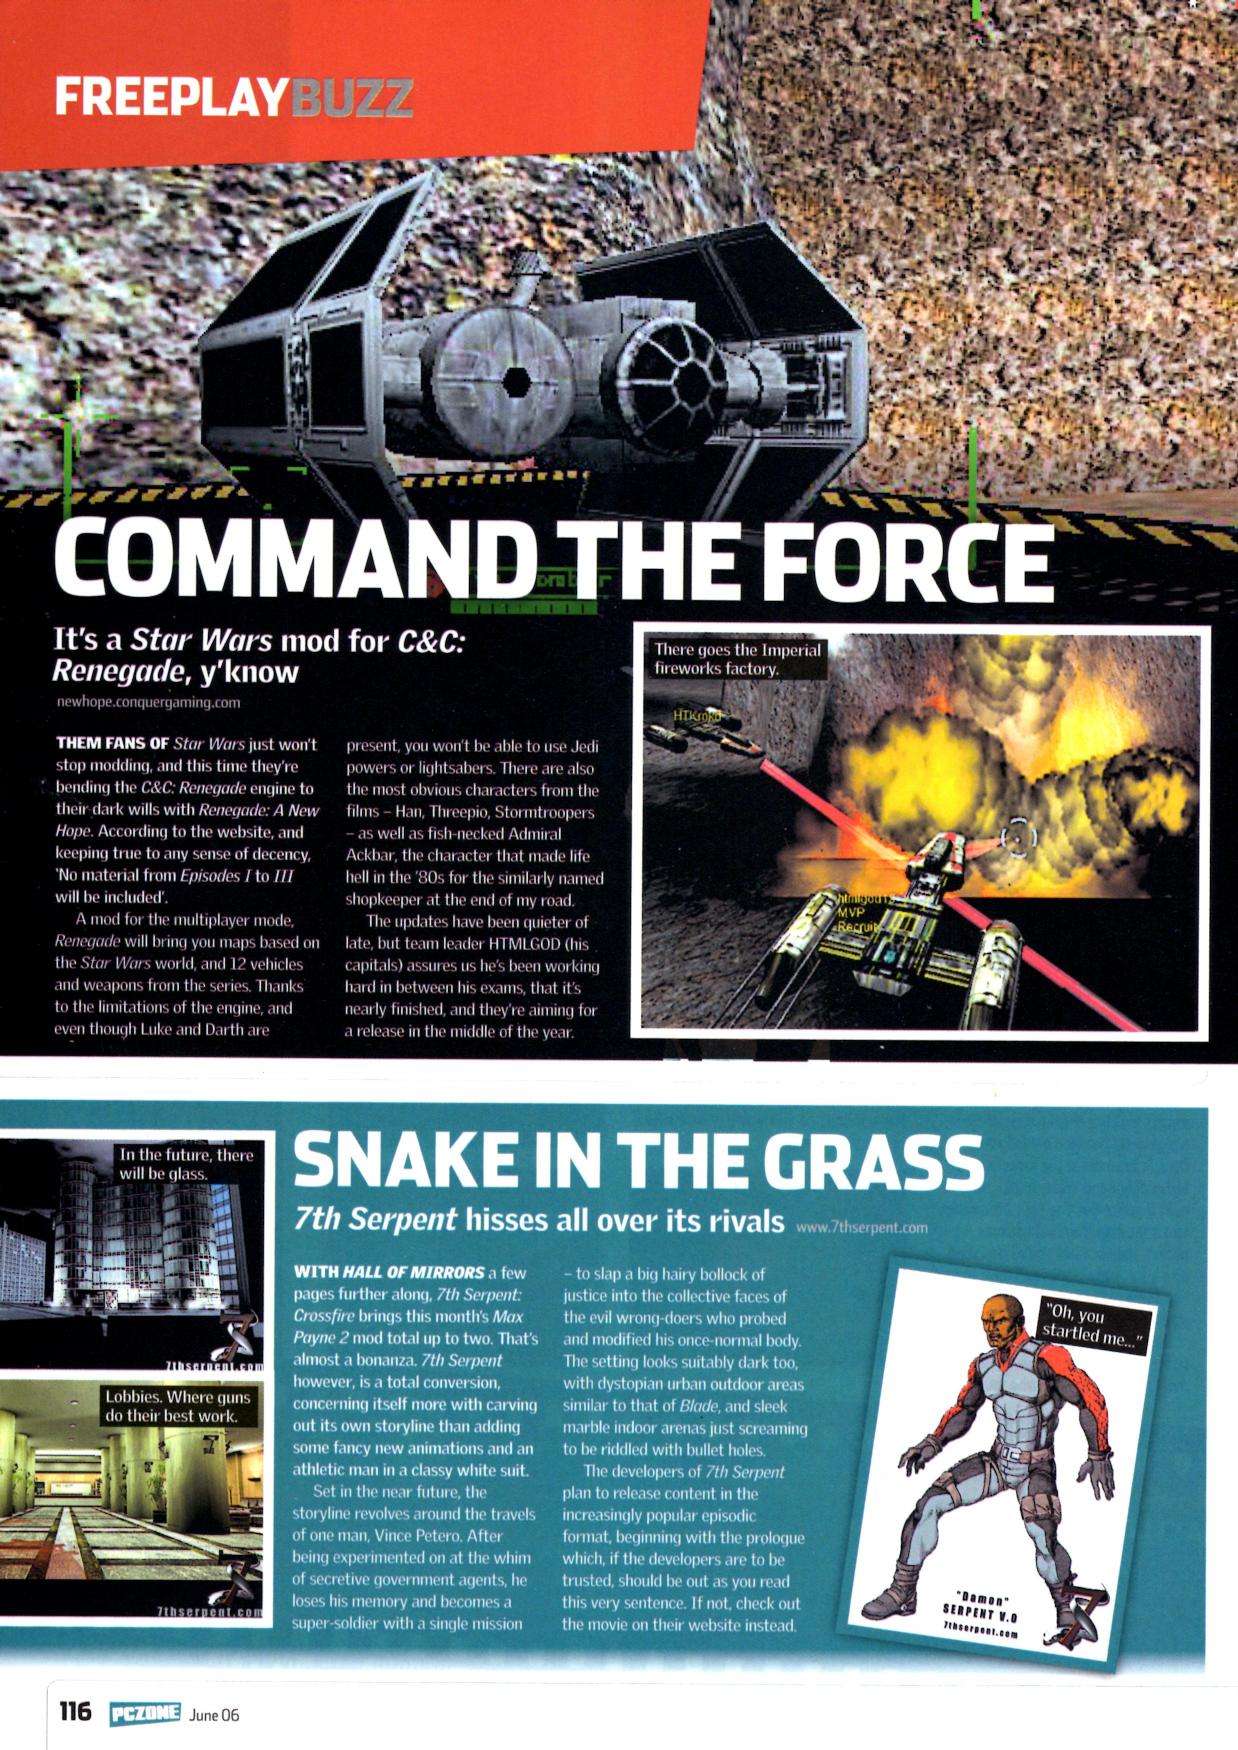 FREEPLAYBUZZ
COMMAND THE FORCE
It's a Star Wars mod for C&C:
Renegade, y'know
newhope.conquergaming.com
THEM FANS OF Star Wars just won't
stop modding, and this time they're
bending the C&C: Renegade engine to
their dark wills with Renegade: A New
Hope. According to the website, and
keeping true to any sense of decency,
'No material from Episodes I to III
will be included'.
A mod for the multiplayer mode,
Renegade will bring you maps based on
the Star Wars world, and 12 vehicles
and weapons from the series. Thanks
to the limitations of the engine, and
even though Luke and Darth are
present, you won't be able to use Jedi
powers or lightsabers. There are also
the most obvious characters from the
films – Han, Threepio, Stormtroopers
– as well as fish-necked Admiral
Ackbar, the character that made life
hell in the '80s for the similarly named
shopkeeper at the end of my road.
The updates have been quieter of
late, but team leader HTMLGOD (his
capitals) assures us he's been working
hard in between his exams, that it's
nearly finished, and they're aiming for
a release in the middle of the year.
There goes the Imperial
fireworks factory.
MVP
Recruit
In the future, there
will be glass.
7thserpent.com
Lobbies. Where guns
do their best work.
7thserpent.com
SNAKE IN THE GRASS
7th Serpent hisses all over its rivals www.7thserpent.com
WITH HALL OF MIRRORS a few
pages further along, 7th Serpent:
Crossfire brings this month's Max
Payne 2 mod total up to two. That's
almost a bonanza. 7th Serpent
however, is a total conversion,
concerning itself more with carving
out its own storyline than adding
some fancy new animations and an
athletic man in a classy white suit.
Set in the near future, the
storyline revolves around the travels
of one man, Vince Petero. After
being experimented on at the whim
of secretive government agents, he
loses his memory and becomes a
super-soldier with a single mission
– to slap a big hairy bollock of
justice into the collective faces of
the evil wrong-doers who probed
and modified his once-normal body.
The setting looks suitably dark too,
with dystopian urban outdoor areas
similar to that of Blade, and sleek
marble indoor arenas just screaming
to be riddled with bullet holes.
The developers of 7th Serpent
plan to release content in the
increasingly popular episodic
format, beginning with the prologue
which, if the developers are to be
trusted, should be out as you read
this very sentence. If not, check out
the movie on their website instead.
"Oh, you
startled me..."
"Damon"
SERPENT V.0
7thserpent.com
116 PCZONE June 06